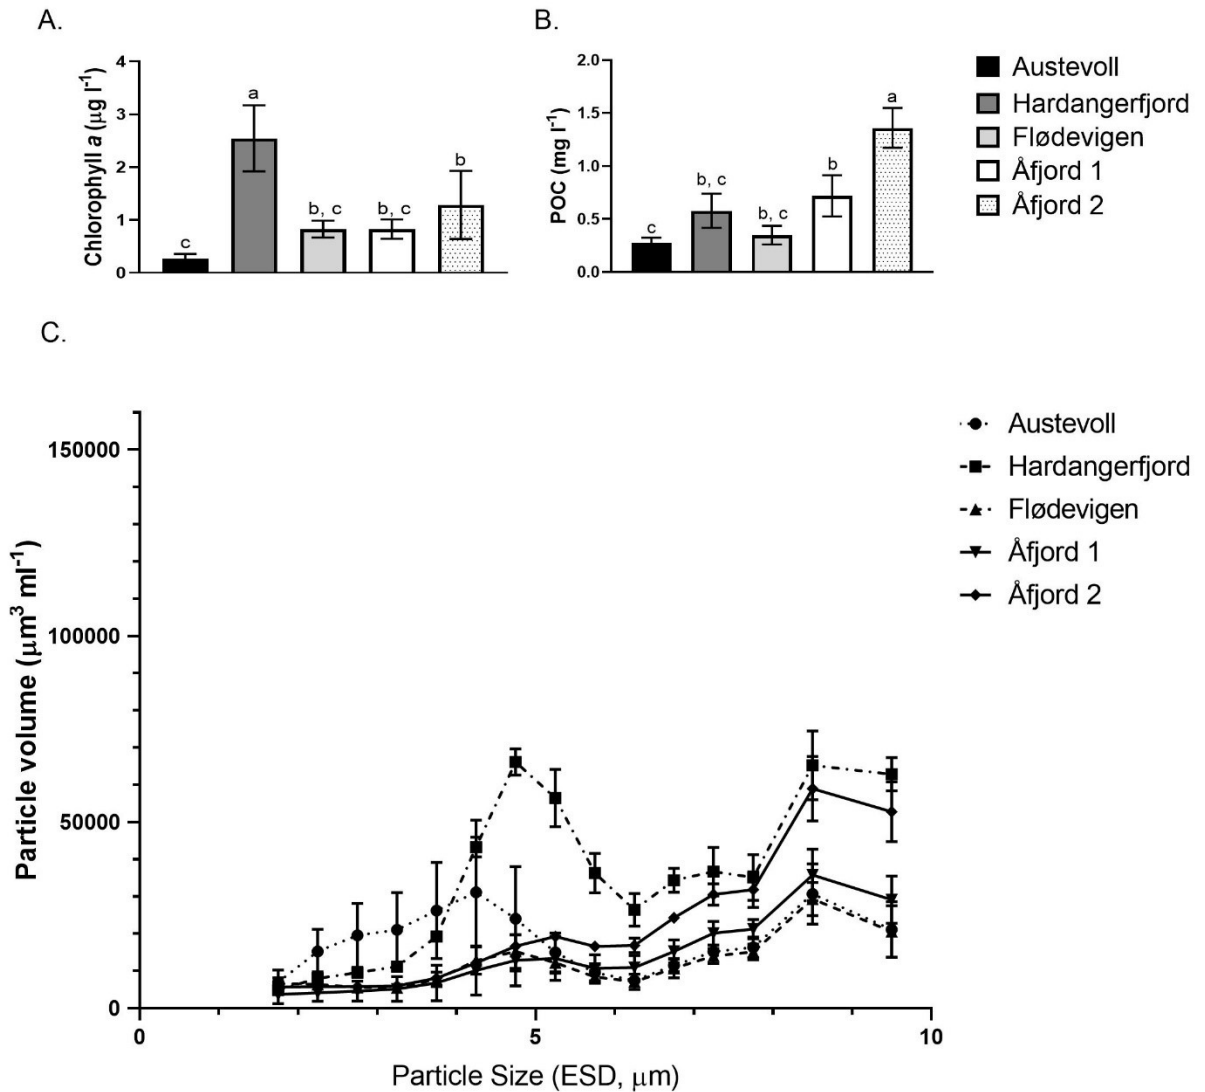 A.
Chlorophyll a (μg l-1)
4
3
2
1
0
c
a
b, c
b, c
b
B.
POC (mg l-1)
2.0
1.5
1.0
0.5
0.0
c
b, c
b, c
b
a
Austevoll
Hardangerfjord
Flødevigen
Åfjord 1
Åfjord 2
C.
Particle volume (μm3 ml-1)
150000
100000
50000
0
0
5
10
Particle Size (ESD, μm)
Austevoll
Hardangerfjord
Flødevigen
Åfjord 1
Åfjord 2